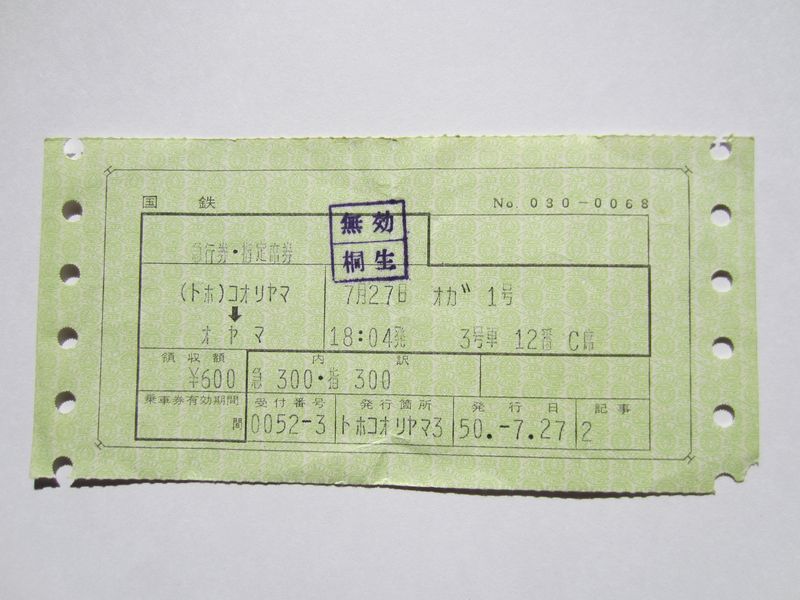 国 鉄 No. 030-0068
無効
桐生
急行券・指定席券
(トホ)コオリヤマ 7月27日 オガ 1号
オヤマ 18:04発 3号車 12番 C席
領収額 内 訳
¥600 急 300・指 300
乗車券有効期間 受付番号 発行箇所 発行日 記事
間 0052-3 トホコオリヤマ3 50.-7.27 2